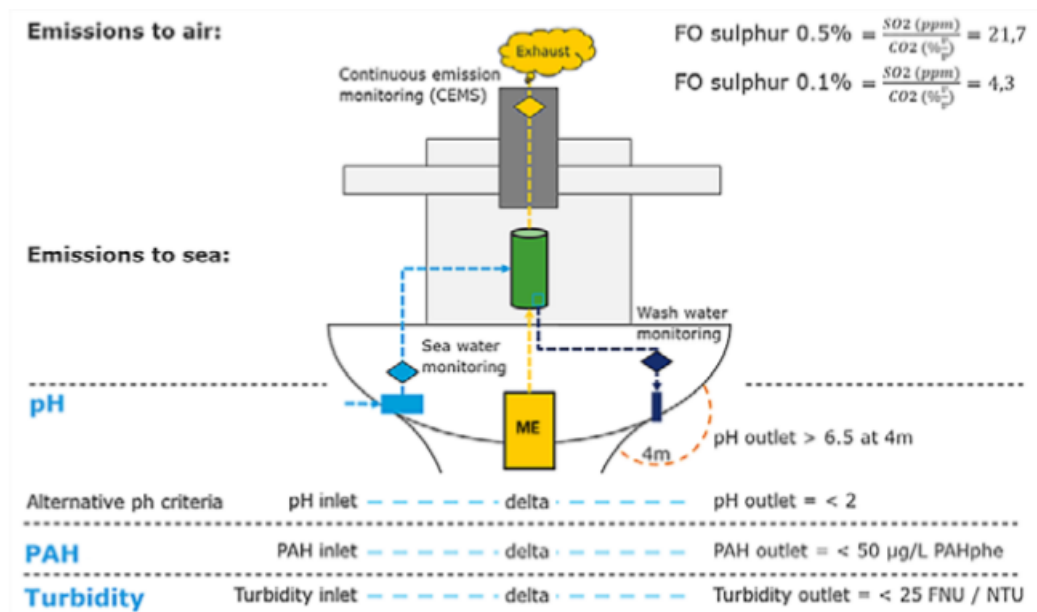 Emissions to air:
Exhaust
Continuous emission
monitoring (CEMS)
FO sulphur 0.5% = SO2 (ppm) / CO2 (% v/v) = 21,7
FO sulphur 0.1% = SO2 (ppm) / CO2 (% v/v) = 4,3
Emissions to sea:
Sea water
monitoring
Wash water
monitoring
pH
ME
4m
pH outlet > 6.5 at 4m
Alternative ph criteria pH inlet delta pH outlet = < 2
PAH PAH inlet delta PAH outlet = < 50 µg/L PAHphe
Turbidity Turbidity inlet delta Turbidity outlet = < 25 FNU / NTU